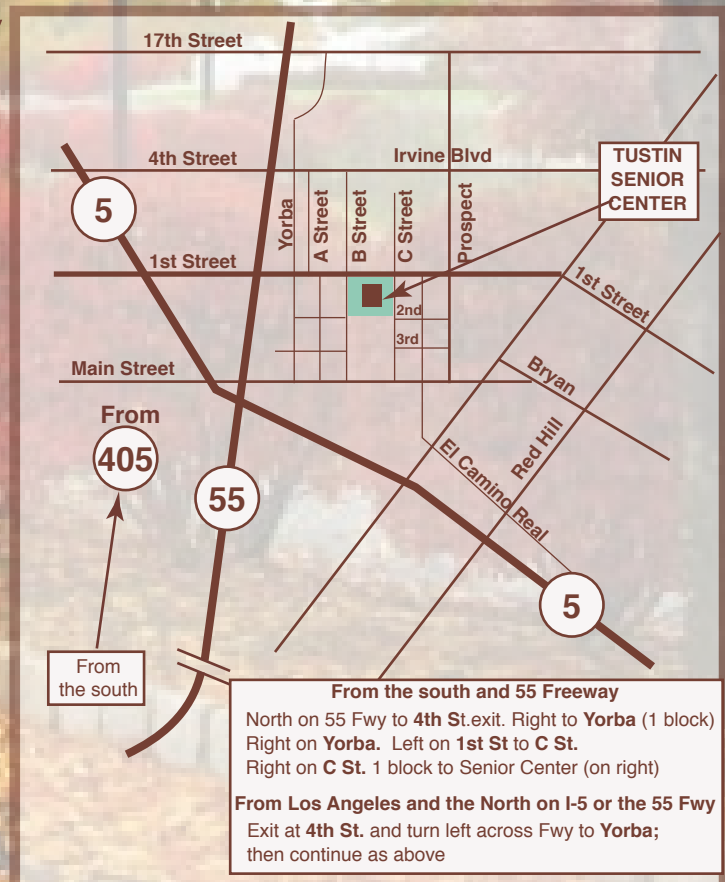 17th Street
4th Street
Irvine Blvd
TUSTIN
SENIOR
CENTER
5
Yorba
A Street
B Street
C Street
Prospect
1st Street
1st Street
2nd
3rd
Main Street
Bryan
From
405
Red Hill
El Camino Real
55
5
From
the south
From the south and 55 Freeway
North on 55 Fwy to 4th St.exit. Right to Yorba (1 block)
Right on Yorba. Left on 1st St to C St.
Right on C St. 1 block to Senior Center (on right)
From Los Angeles and the North on I-5 or the 55 Fwy
Exit at 4th St. and turn left across Fwy to Yorba;
then continue as above